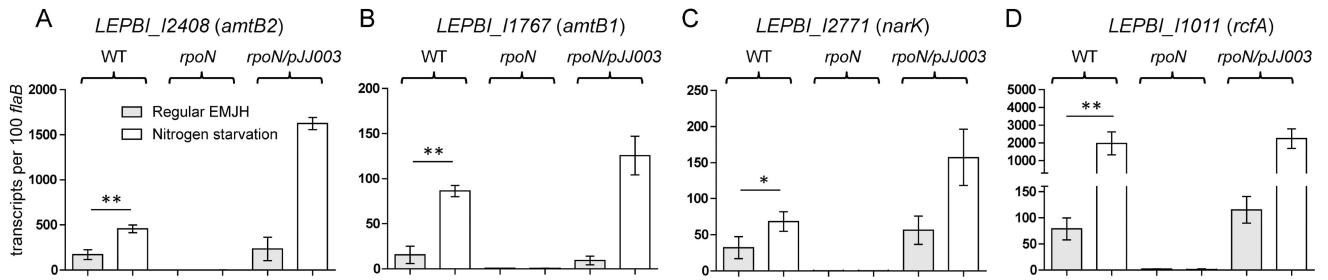 A LEPBI_I2408 (amtB2)
WT rpoN rpoN/pJJ003
transcripts per 100 flaB
2000
1500
1000
500
0
Regular EMJH
Nitrogen starvation
**
B LEPBI_I1767 (amtB1)
WT rpoN rpoN/pJJ003
200
150
100
50
0
**
C LEPBI_I2771 (narK)
WT rpoN rpoN/pJJ003
250
200
150
100
50
0
*
D LEPBI_I1011 (rcfA)
WT rpoN rpoN/pJJ003
5000
4000
3000
2000
1000
150
100
50
0
**